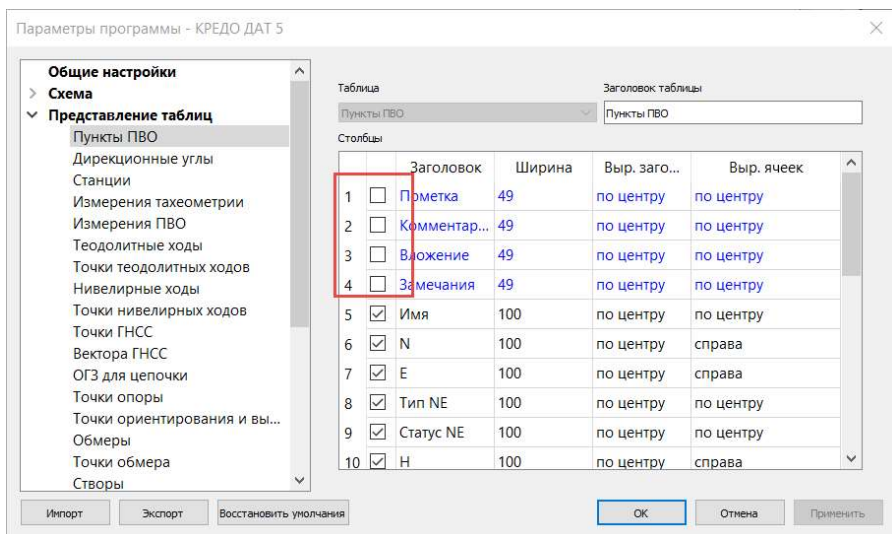 Параметры программы - КРЕДО ДАТ 5
Общие настройки
Схема
Представление таблиц
Пункты ПВО
Дирекционные углы
Станции
Измерения тахеометрии
Измерения ПВО
Теодолитные ходы
Точки теодолитных ходов
Нивелирные ходы
Точки нивелирных ходов
Точки ГНСС
Вектора ГНСС
ОГЗ для цепочки
Точки опоры
Точки ориентирования и вы...
Обмеры
Точки обмера
Створы
Таблица Заголовок таблицы
Пункты ПВО Пункты ПВО
Столбцы
Заголовок Ширина Выр. заго... Выр. ячеек
1 Пометка 49 по центру по центру
2 Комментар... 49 по центру по центру
3 Вложение 49 по центру по центру
4 Замечания 49 по центру по центру
5 Имя 100 по центру по центру
6 N 100 по центру справа
7 E 100 по центру справа
8 Тип NE 100 по центру по центру
9 Статус NE 100 по центру по центру
10 H 100 по центру справа
Импорт Экспорт Восстановить умолчания ОК Отмена Применить